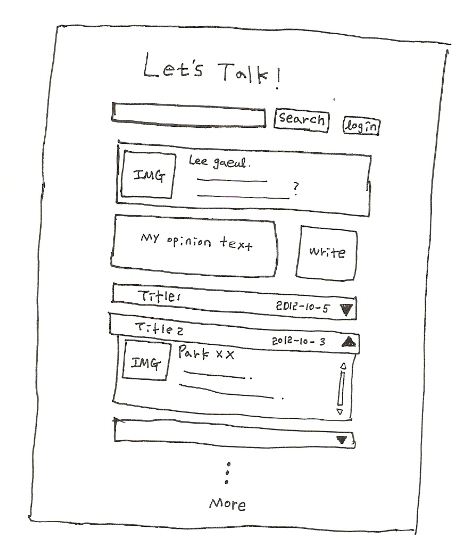 Let's Talk!
Search
login
IMG
Lee gaeul.
?
My opinion text
write
Title1
2012-10-5
Title2
2012-10-3
IMG
Park XX
More